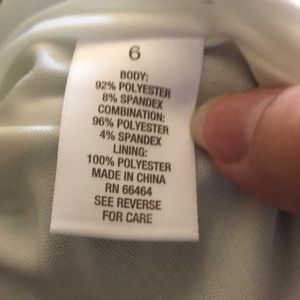 6
BODY:
92% POLYESTER
8% SPANDEX
COMBINATION:
96% POLYESTER
4% SPANDEX
LINING:
100% POLYESTER
MADE IN CHINA
RN 66464
SEE REVERSE
FOR CARE